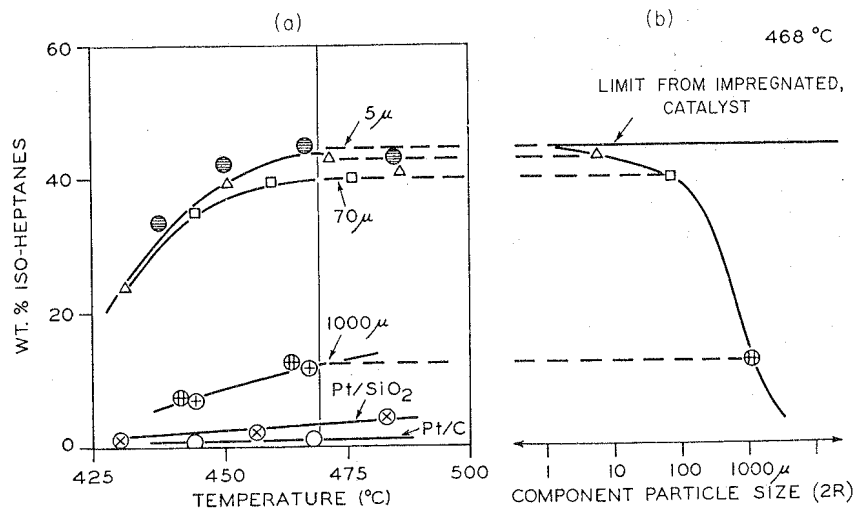 (a)
60
40
20
0
WT. % ISO-HEPTANES
5μ
70μ
1000μ
Pt/SiO2
Pt/C
425
450
475
500
TEMPERATURE (°C)
(b)
468 °C
LIMIT FROM IMPREGNATED,
CATALYST
1
10
100
1000μ
COMPONENT PARTICLE SIZE (2R)